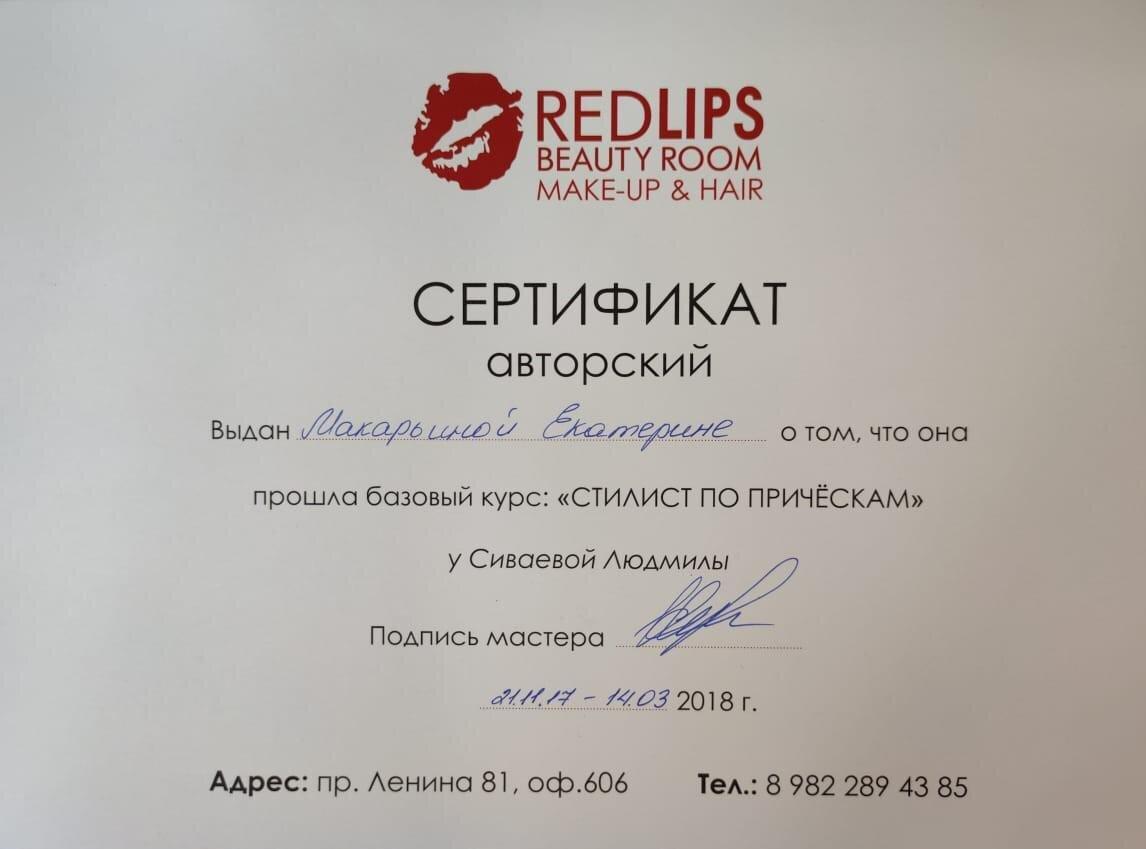 REDLIPS
BEAUTY ROOM
MAKE-UP & HAIR
СЕРТИФИКАТ
авторский
Выдан Макарьиной Екатерине о том, что она
прошла базовый курс: «СТИЛИСТ ПО ПРИЧЁСКАМ»
у Сиваевой Людмилы
Подпись мастера
21.11.17 - 14.03 2018 г.
Адрес: пр. Ленина 81, оф.606 Тел.: 8 982 289 43 85